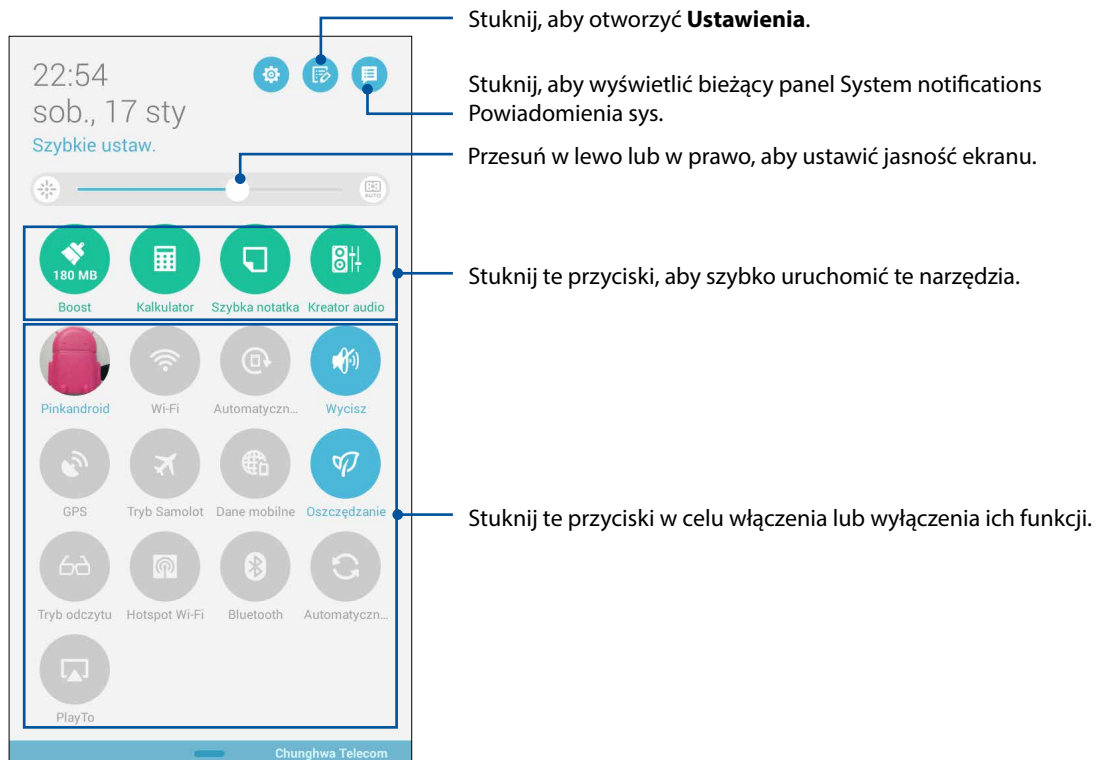 Stuknij, aby otworzyć Ustawienia.
22:54
sob., 17 sty
Szybkie ustaw.
Stuknij, aby wyświetlić bieżący panel System notifications
Powiadomienia sys.
Przesuń w lewo lub w prawo, aby ustawić jasność ekranu.
AUTO
180 MB
Boost Kalkulator Szybka notatka Kreator audio
Stuknij te przyciski, aby szybko uruchomić te narzędzia.
Pinkandroid Wi-Fi Automatyczn... Wycisz
GPS Tryb Samolot Dane mobilne Oszczędzanie
Stuknij te przyciski w celu włączenia lub wyłączenia ich funkcji.
Tryb odczytu Hotspot Wi-Fi Bluetooth Automatyczn...
PlayTo
Chunghwa Telecom